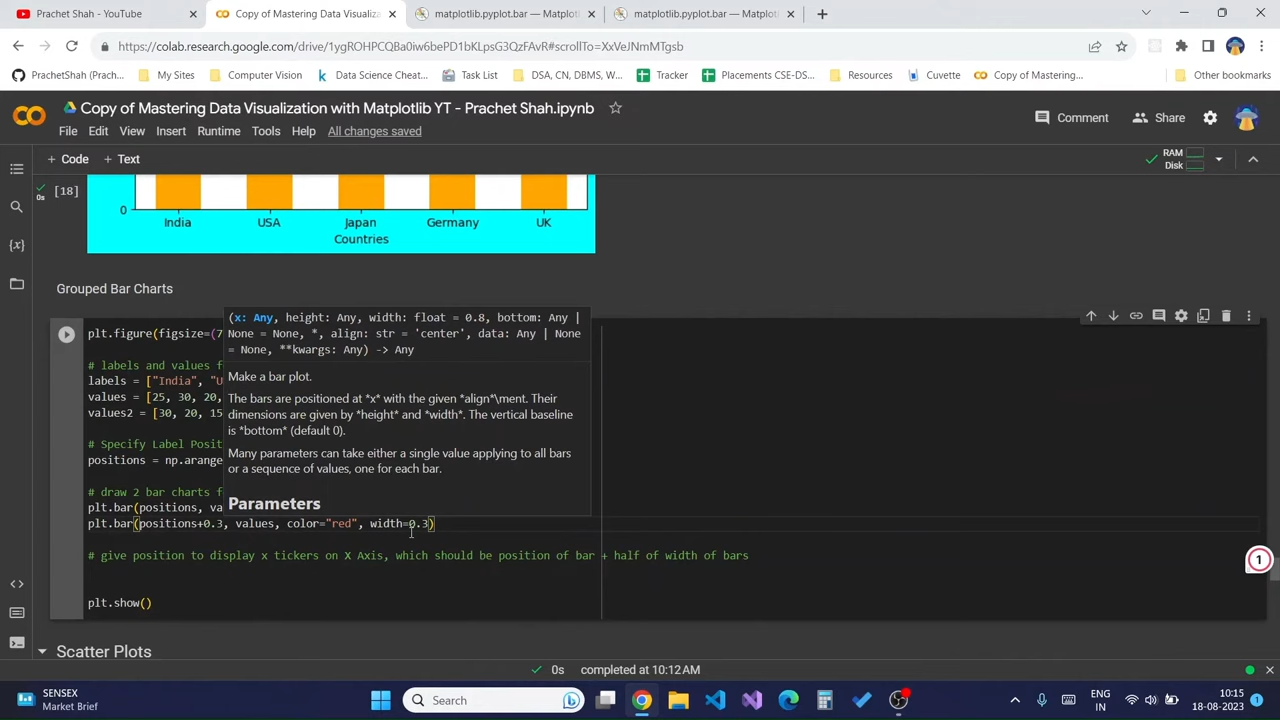 Prachet Shah - YouTube
Copy of Mastering Data Visualiza
matplotlib.pyplot.bar — Matplotl
matplotlib.pyplot.bar — Matplotl
https://colab.research.google.com/drive/1ygROHPCQBa0iw6bePD1bKLpsG3QzFAvR#scrollTo=XxVeJNmMTgsb
PrachetShah (Prach...
My Sites
Computer Vision
Data Science Cheat...
Task List
DSA, CN, DBMS, W...
Tracker
Placements CSE-DS...
Resources
Cuvette
Copy of Mastering...
Other bookmarks
Copy of Mastering Data Visualization with Matplotlib YT - Prachet Shah.ipynb
File Edit View Insert Runtime Tools Help All changes saved
Comment
Share
+ Code + Text
RAM
Disk
[18]
0s
0
India USA Japan Germany UK
Countries
Grouped Bar Charts
(x: Any, height: Any, width: float = 0.8, bottom: Any |
None = None, *, align: str = 'center', data: Any | None
= None, **kwargs: Any) -> Any
Make a bar plot.
The bars are positioned at *x* with the given *align*\ment. Their
dimensions are given by *height* and *width*. The vertical baseline
is *bottom* (default 0).
Many parameters can take either a single value applying to all bars
or a sequence of values, one for each bar.
Parameters
plt.figure(figsize=(7
# labels and values f
labels = ["India", "U
values = [25, 30, 20,
values2 = [30, 20, 15
# Specify Label Posit
positions = np.arange
# draw 2 bar charts f
plt.bar(positions, va
plt.bar(positions+0.3, values, color="red", width=0.3)
# give position to display x tickers on X Axis, which should be position of bar + half of width of bars
plt.show()
1
Scatter Plots
0s completed at 10:12 AM
SENSEX
Market Brief
Search
ENG
IN
10:15
18-08-2023
1